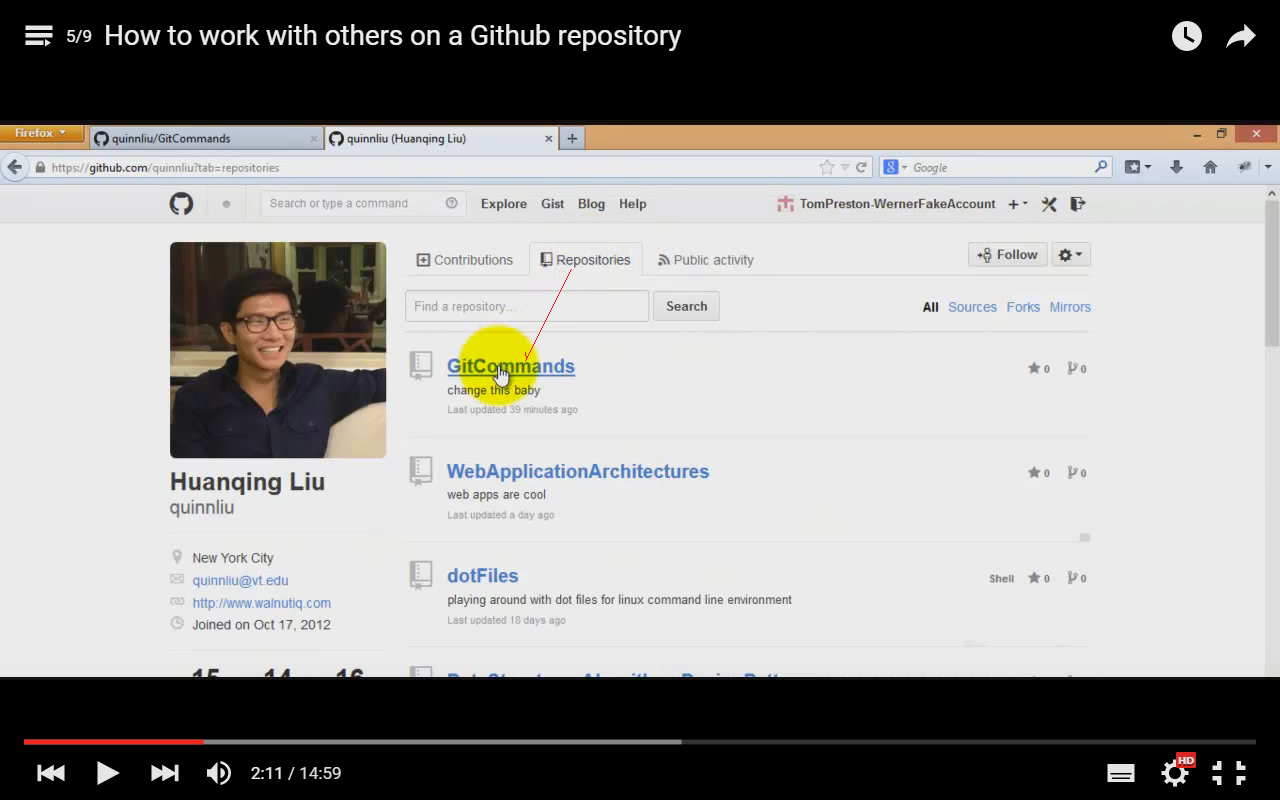 5/9 How to work with others on a Github repository
Firefox
quinnliu/GitCommands
quinnliu (Huanqing Liu)
https://github.com/quinnliu?tab=repositories
Google
Search or type a command
Explore Gist Blog Help
TomPreston-WernerFakeAccount
Contributions Repositories Public activity
Follow
Find a repository...
Search
All Sources Forks Mirrors
GitCommands
0 0
change this baby
Last updated 39 minutes ago
WebApplicationArchitectures
0 0
web apps are cool
Last updated a day ago
dotFiles
Shell 0 0
playing around with dot files for linux command line environment
Last updated 18 days ago
Huanqing Liu
quinnliu
New York City
quinnliu@vt.edu
http://www.walnutiq.com
Joined on Oct 17, 2012
15 14 16
2:11 / 14:59
HD